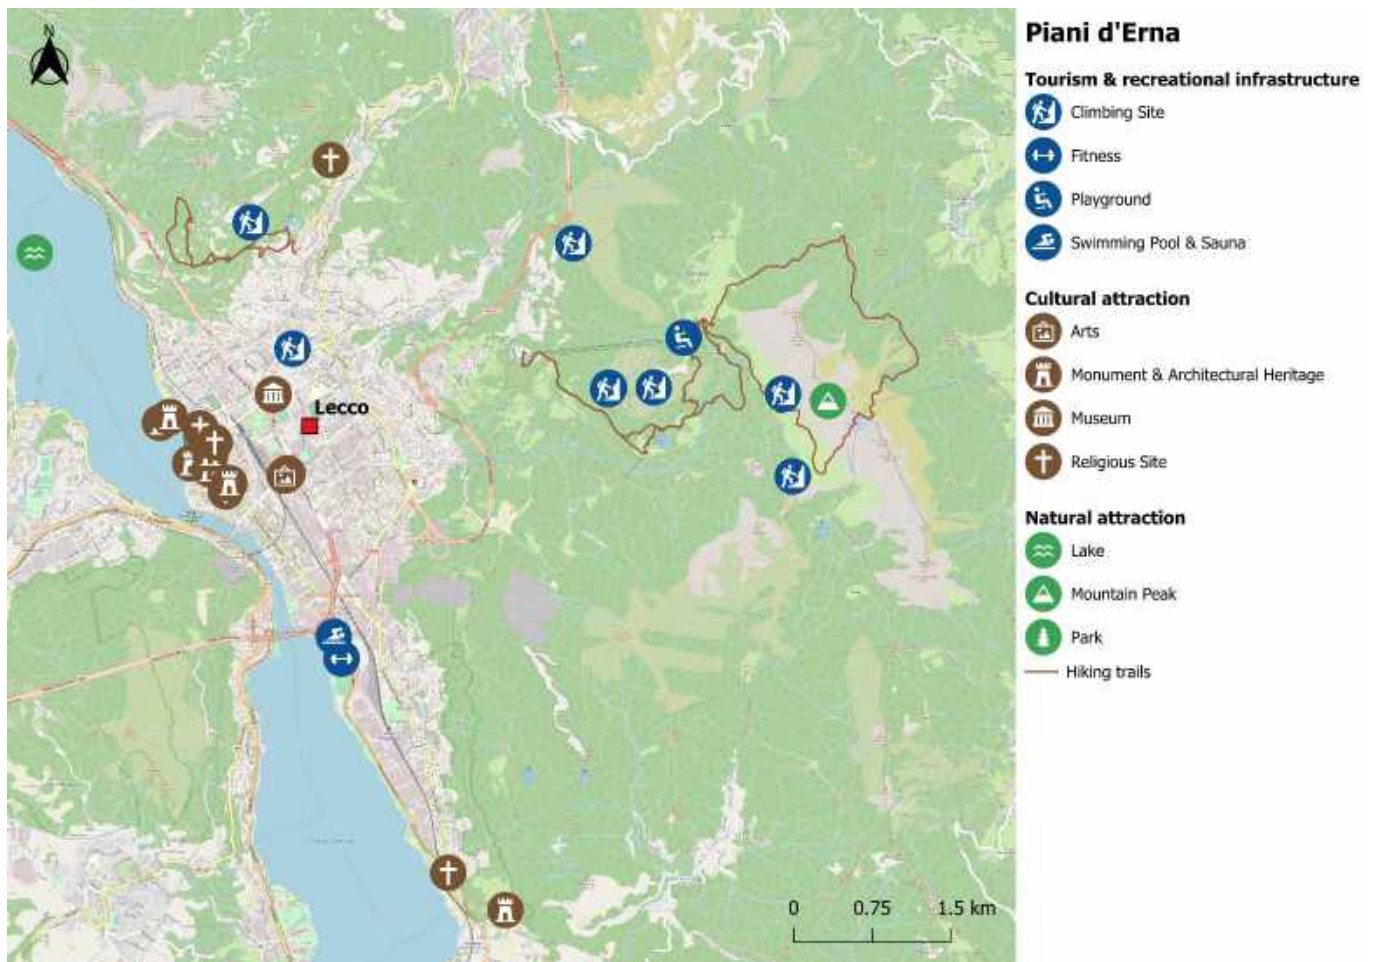 N
Lecco
0 0.75 1.5 km
Piani d'Erna
Tourism & recreational infrastructure
Climbing Site
Fitness
Playground
Swimming Pool & Sauna
Cultural attraction
Arts
Monument & Architectural Heritage
Museum
Religious Site
Natural attraction
Lake
Mountain Peak
Park
Hiking trails